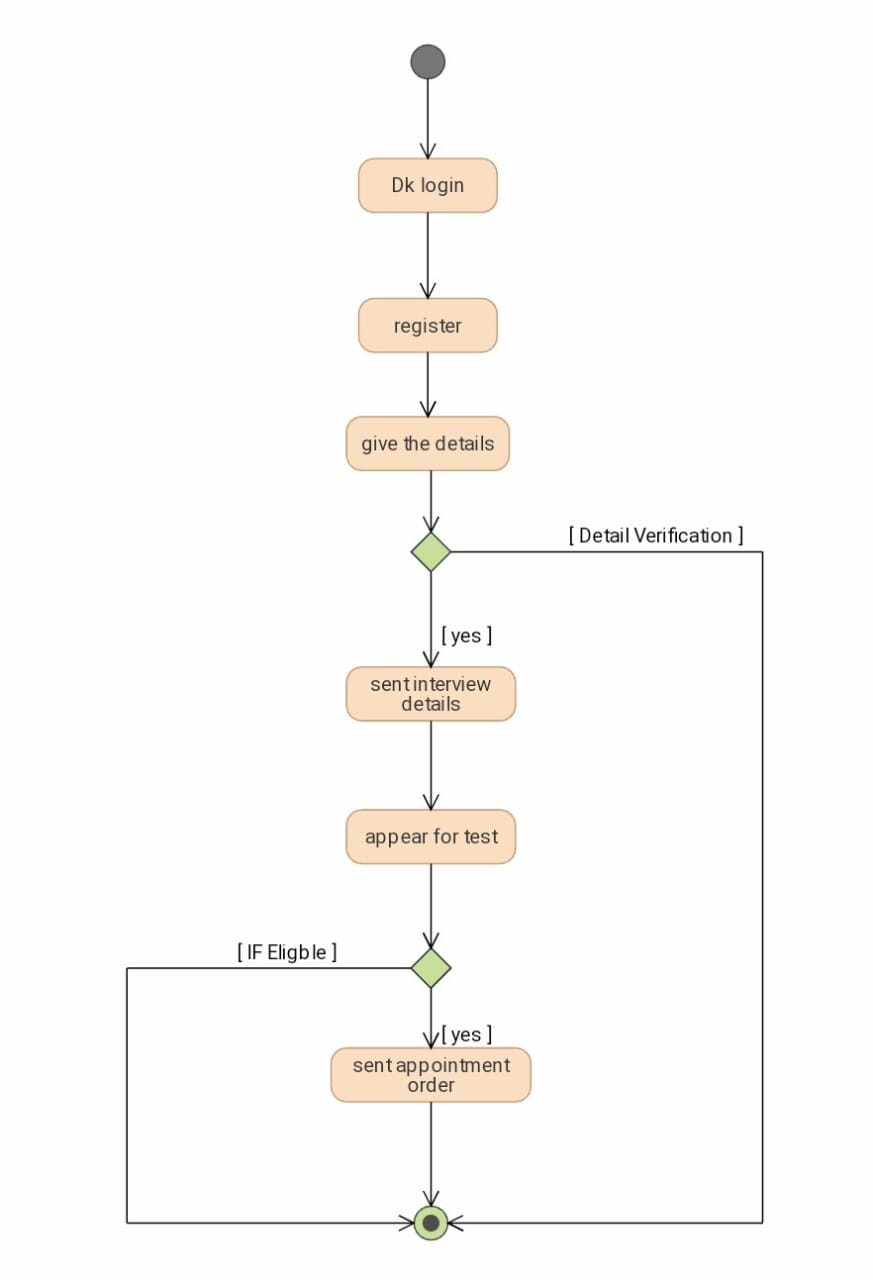 Dk login
register
give the details
[ Detail Verification ]
[ yes ]
sent interview
details
appear for test
[ IF Eligble ]
[ yes ]
sent appointment
order